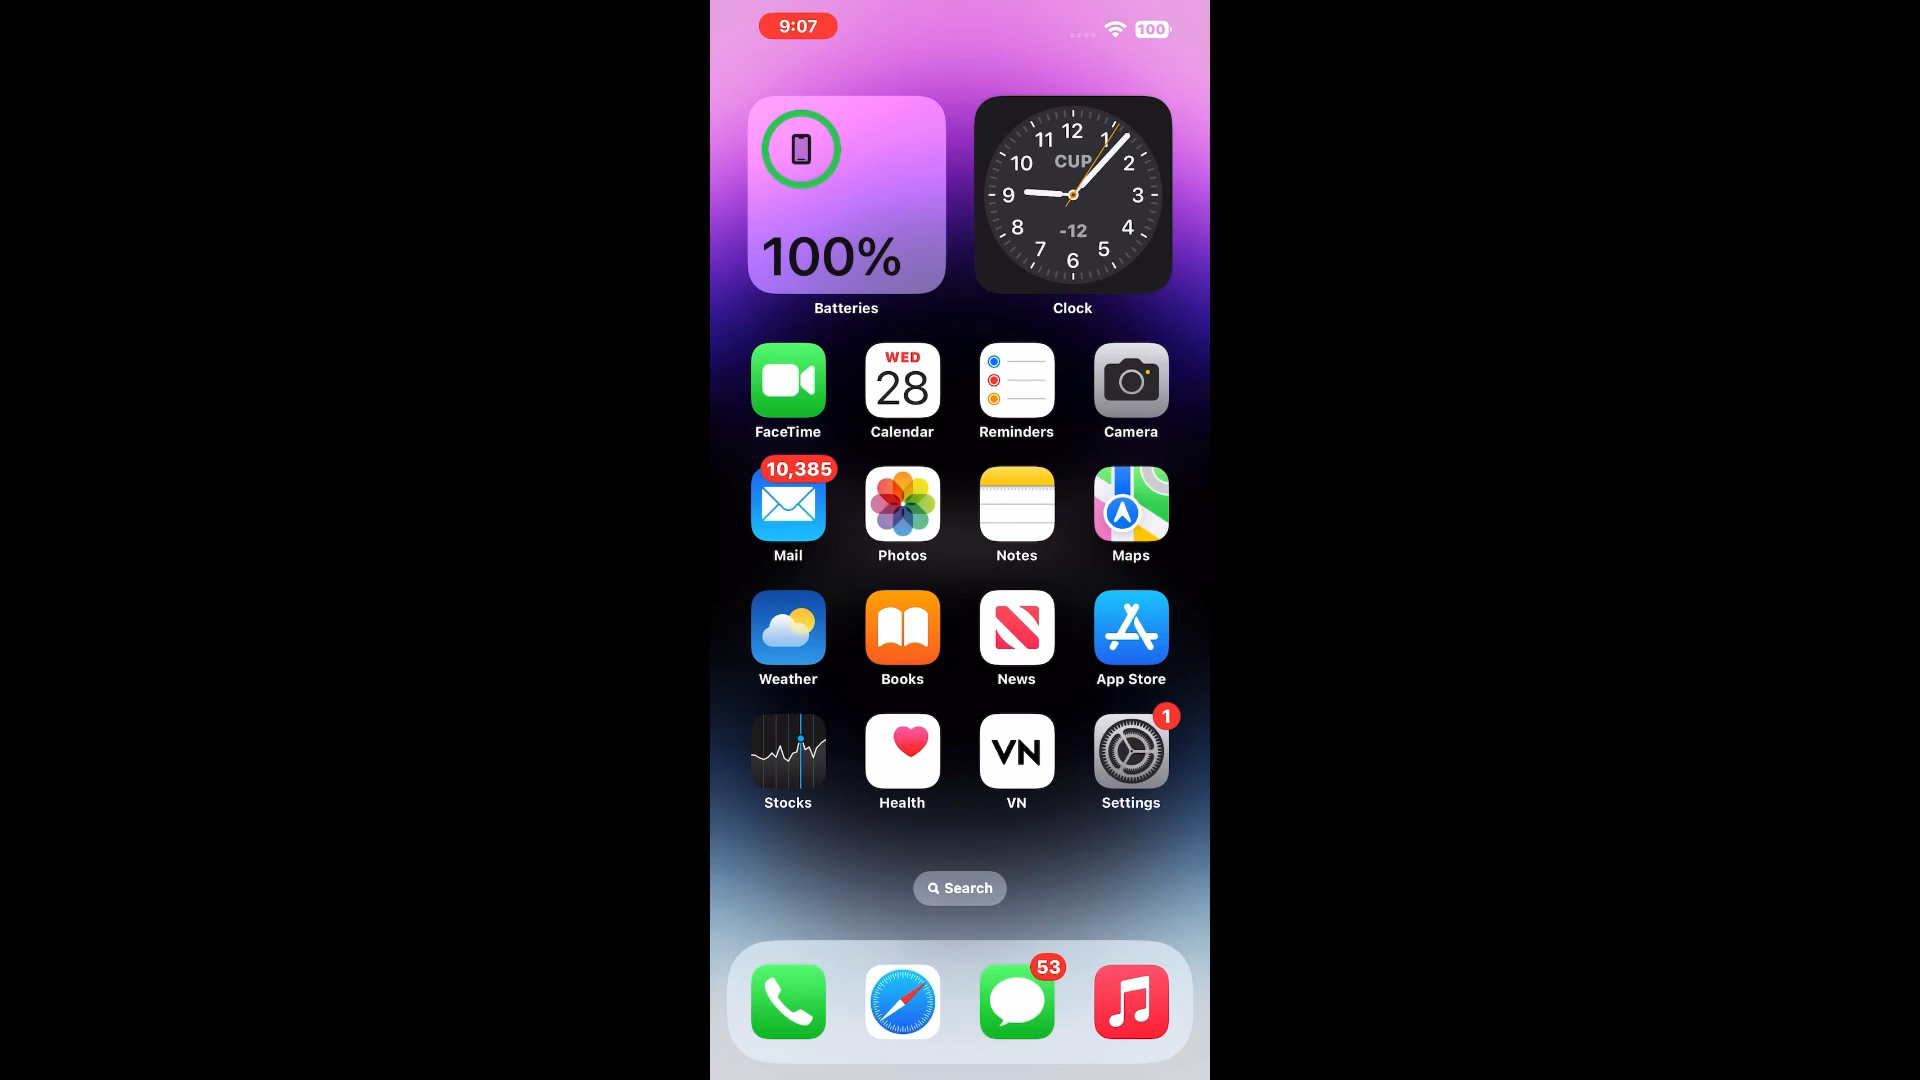 9:07
100
100%
12
11 1
CUP
10 2
9 3
-12
8 4
7 5
6
Batteries Clock
WED
28
FaceTime Calendar Reminders Camera
10,385
Mail Photos Notes Maps
Weather Books News App Store
1
VN
Stocks Health VN Settings
Search
53